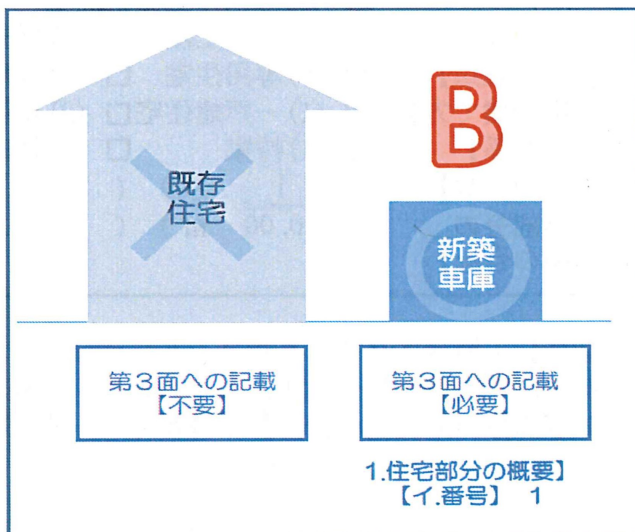 B
既存
住宅
新築
車庫
第3面への記載
【不要】
第3面への記載
【必要】
1.住宅部分の概要】
【イ.番号】 1